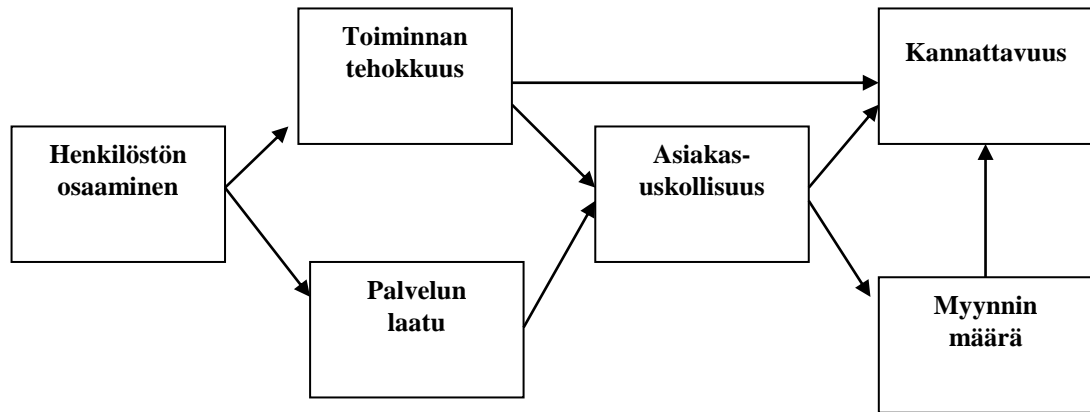 Toiminnan
tehokkuus
Kannattavuus
Henkilöstön
osaaminen
Asiakas-
uskollisuus
Palvelun
laatu
Myynnin
määrä